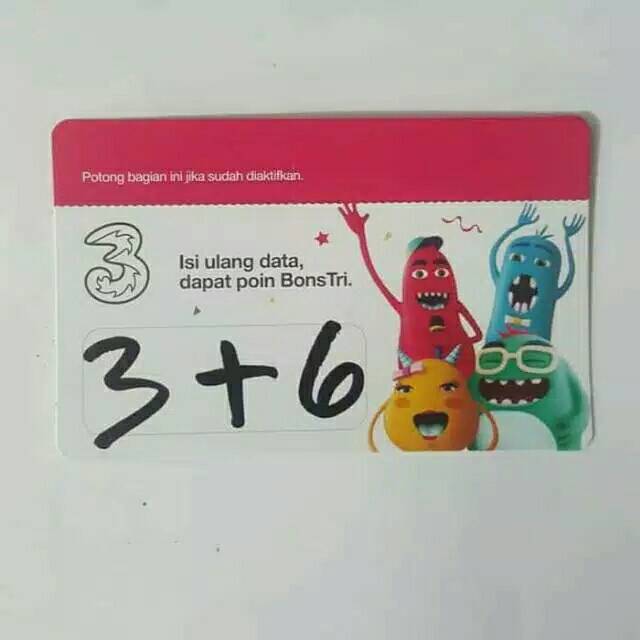 Potong bagian ini jika sudah diaktifkan.
3
Isi ulang data,
dapat poin BonsTri.
3 + 6